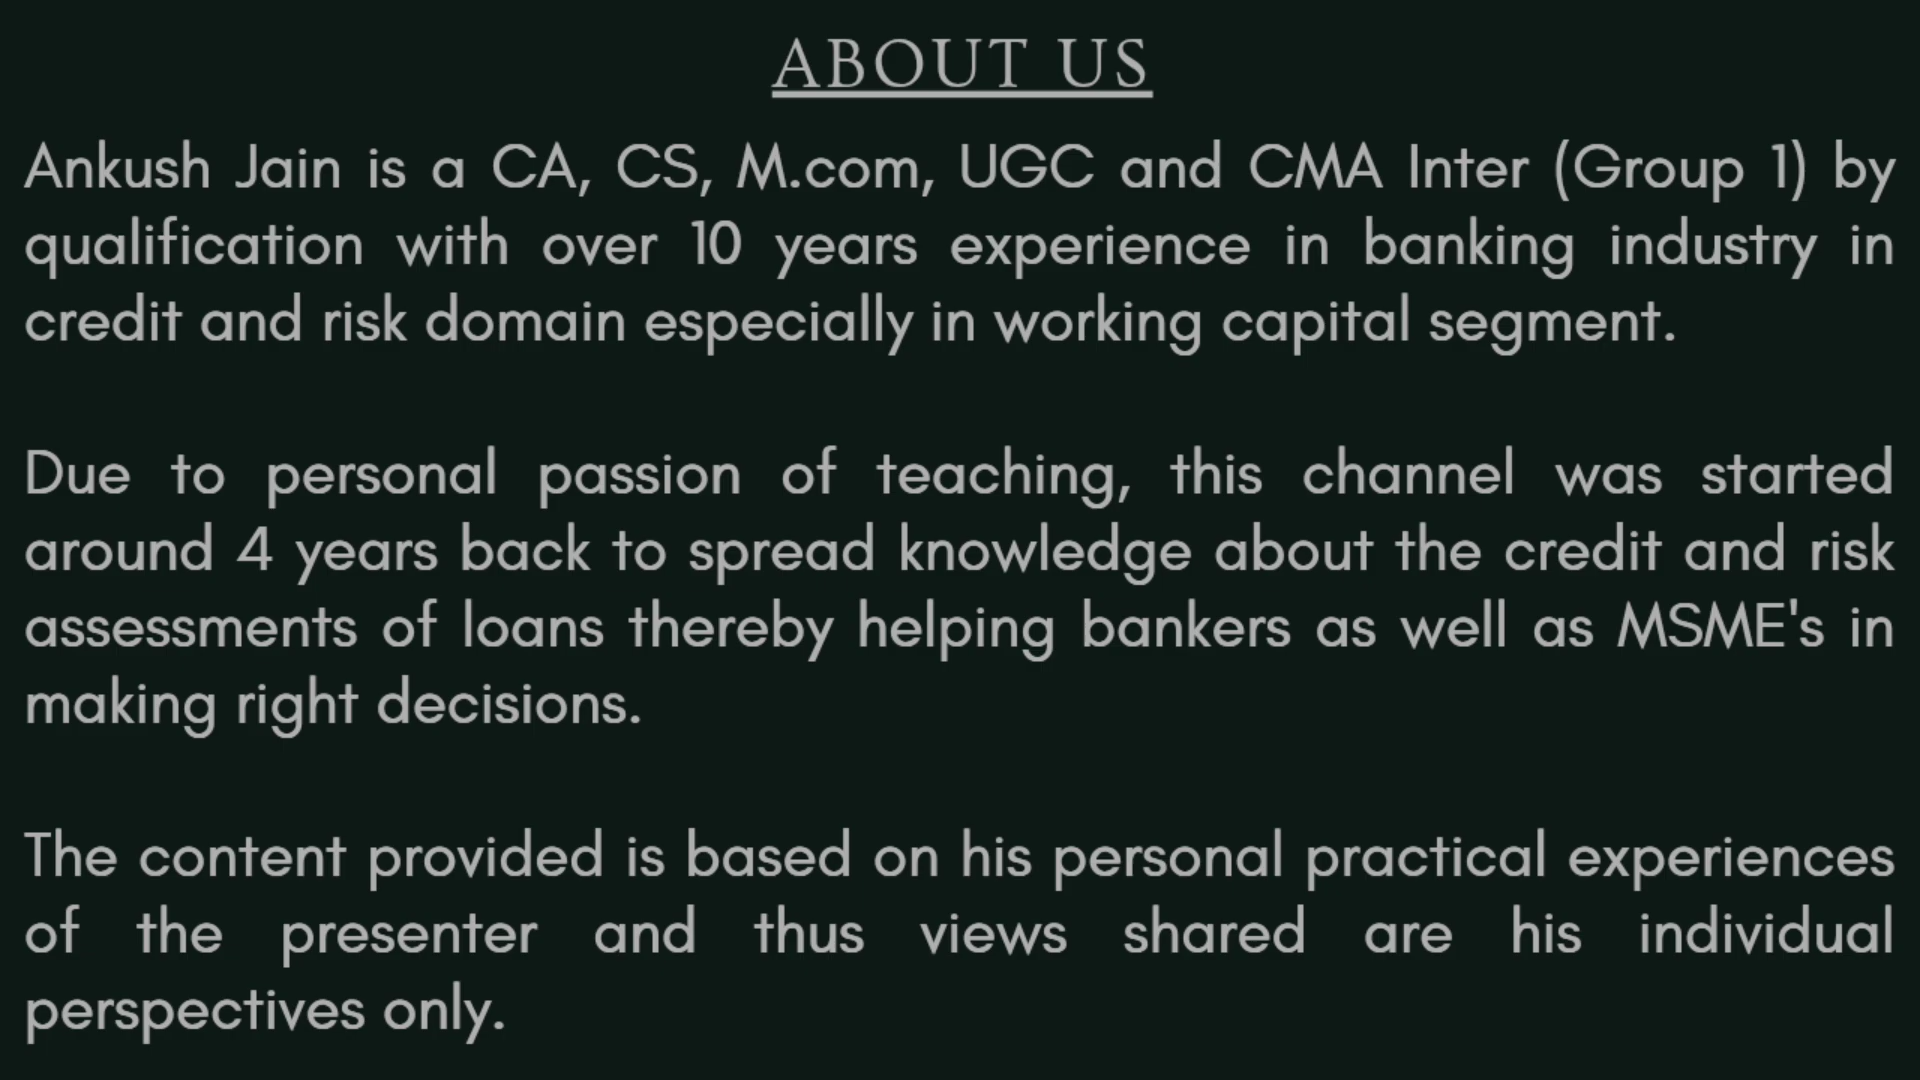 ABOUT US
Ankush Jain is a CA, CS, M.com, UGC and CMA Inter (Group 1) by
qualification with over 10 years experience in banking industry in
credit and risk domain especially in working capital segment.
Due to personal passion of teaching, this channel was started
around 4 years back to spread knowledge about the credit and risk
assessments of loans thereby helping bankers as well as MSME's in
making right decisions.
The content provided is based on his personal practical experiences
of the presenter and thus views shared are his individual
perspectives only.